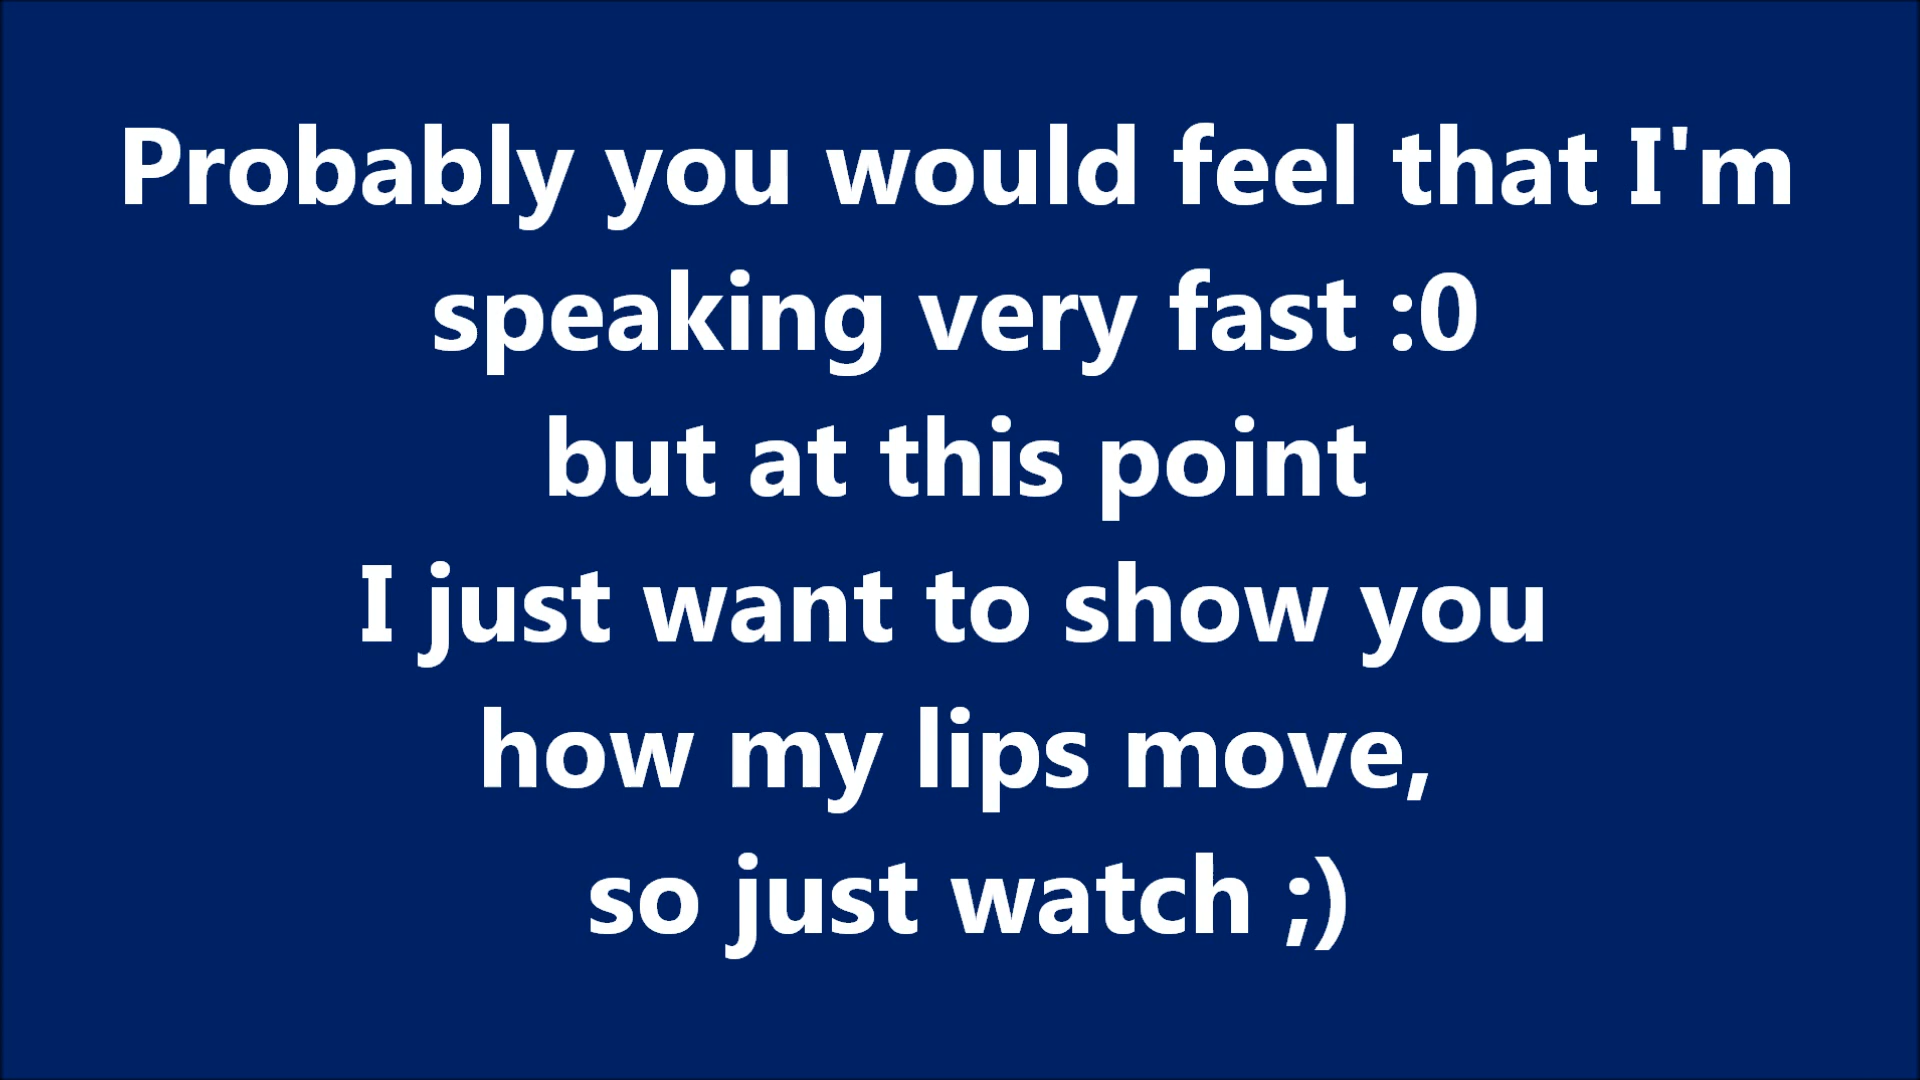 Probably you would feel that I'm
speaking very fast :0
but at this point
I just want to show you
how my lips move,
so just watch ;)